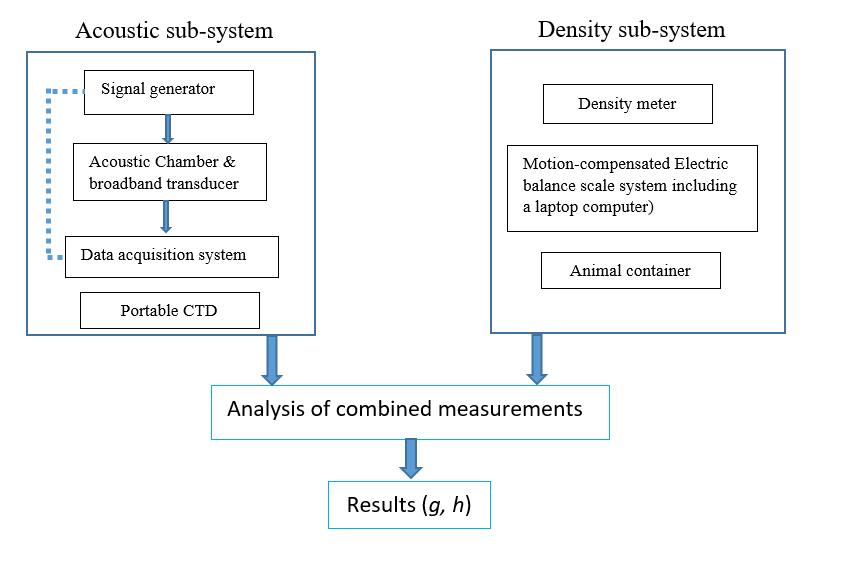 Acoustic sub-system
Signal generator
Acoustic Chamber &
broadband transducer
Data acquisition system
Portable CTD
Density sub-system
Density meter
Motion-compensated Electric
balance scale system including
a laptop computer)
Animal container
Analysis of combined measurements
Results (g, h)